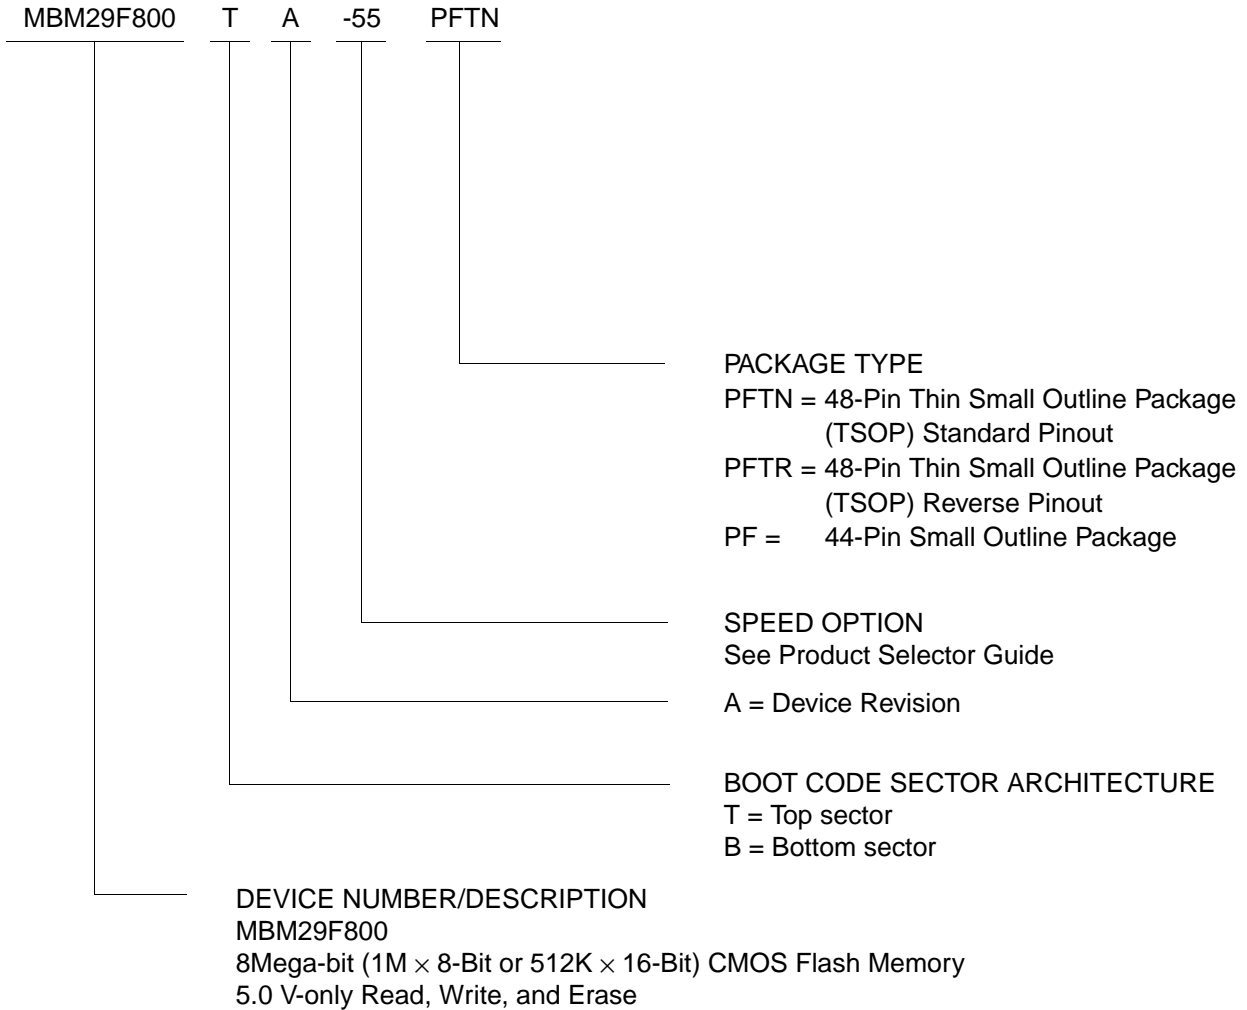 MBM29F800 T A -55 PFTN
PACKAGE TYPE
PFTN = 48-Pin Thin Small Outline Package
(TSOP) Standard Pinout
PFTR = 48-Pin Thin Small Outline Package
(TSOP) Reverse Pinout
PF = 44-Pin Small Outline Package
SPEED OPTION
See Product Selector Guide
A = Device Revision
BOOT CODE SECTOR ARCHITECTURE
T = Top sector
B = Bottom sector
DEVICE NUMBER/DESCRIPTION
MBM29F800
8Mega-bit (1M × 8-Bit or 512K × 16-Bit) CMOS Flash Memory
5.0 V-only Read, Write, and Erase